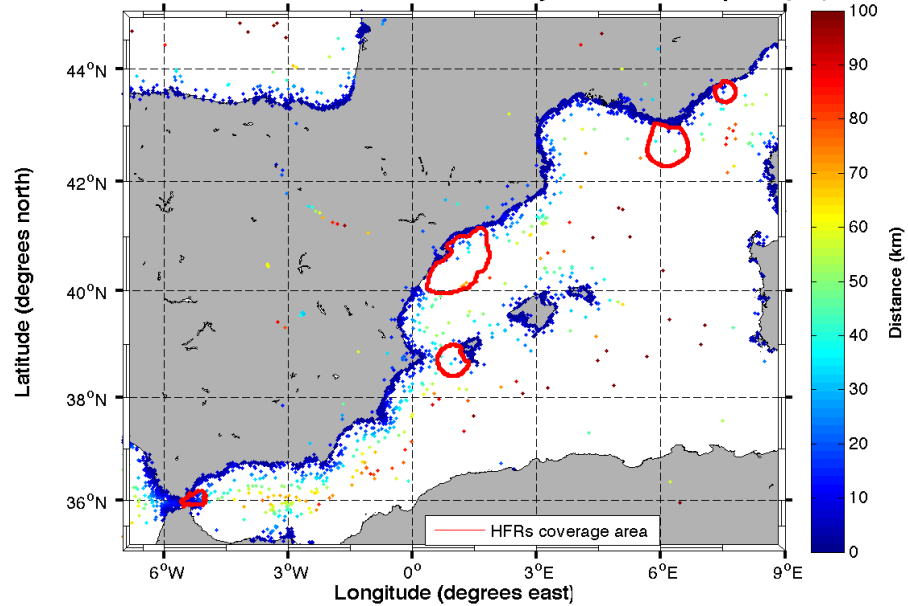 44°N
42°N
40°N
38°N
36°N
6°W
3°W
0°
3°E
6°E
9°E
Latitude (degrees north)
Longitude (degrees east)
HFRs coverage area
100
90
80
70
60
50
40
30
20
10
0
Distance (km)